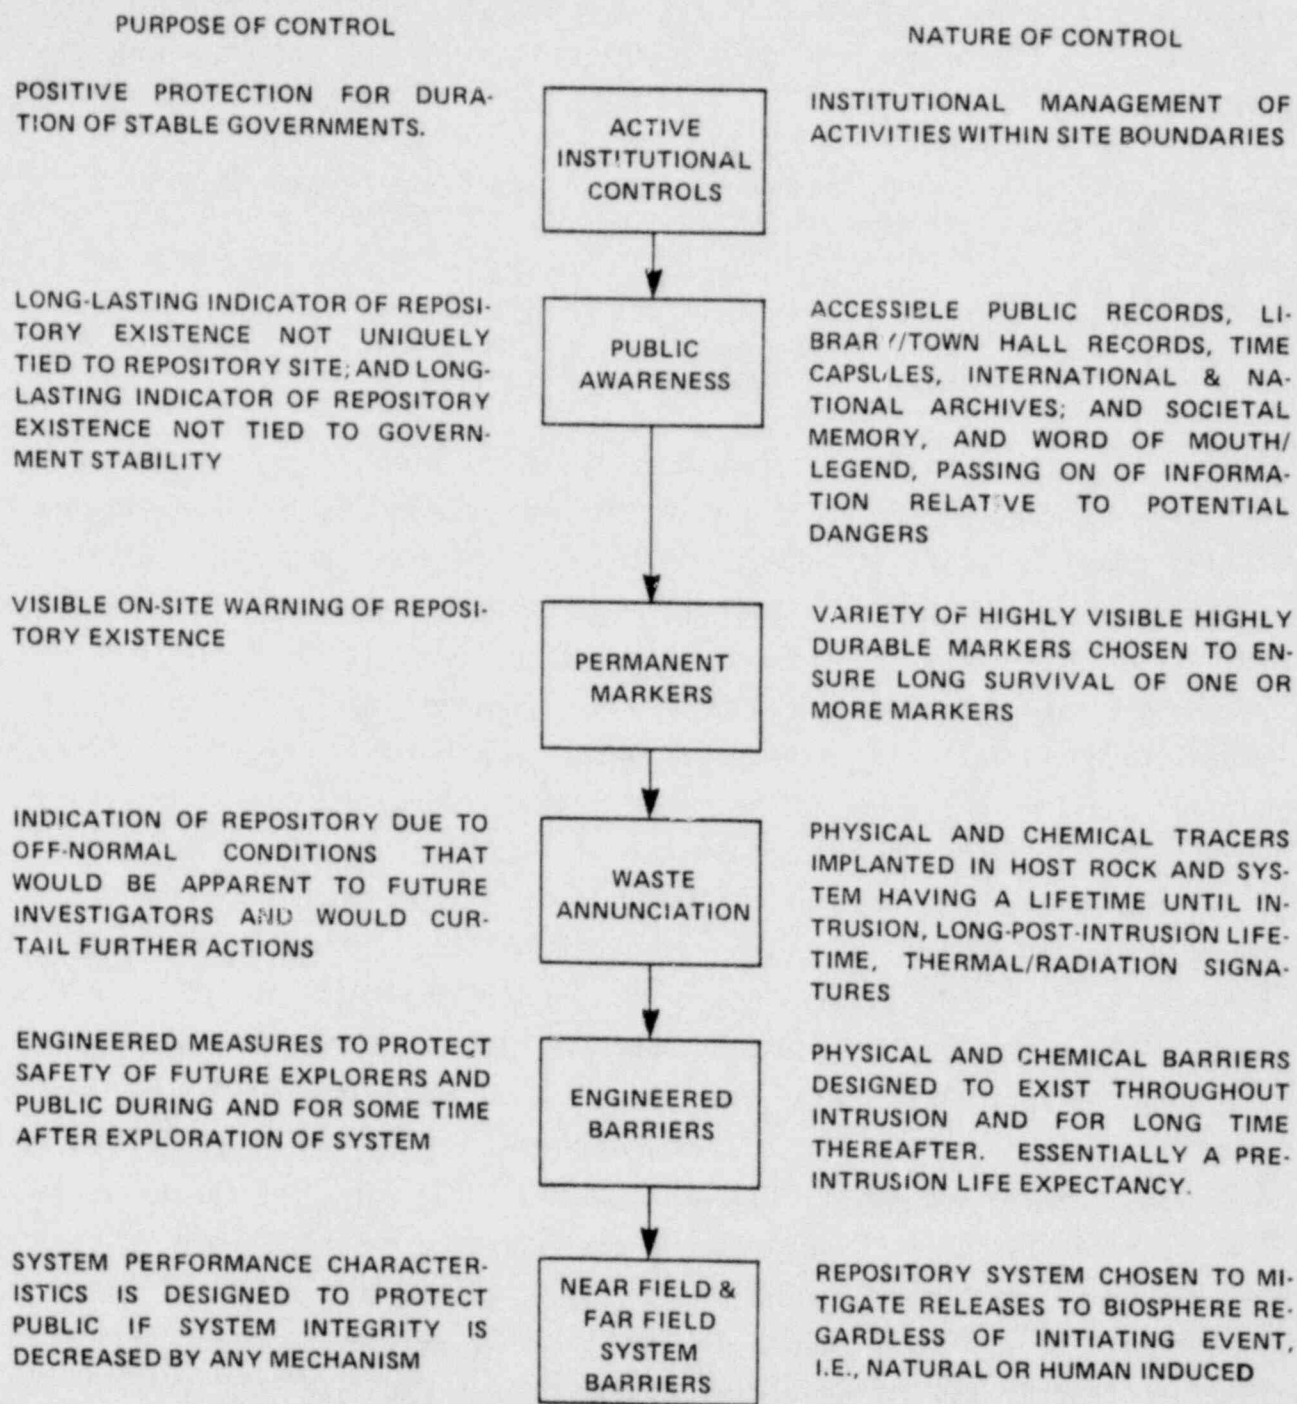 PURPOSE OF CONTROL
NATURE OF CONTROL
POSITIVE PROTECTION FOR DURA-
TION OF STABLE GOVERNMENTS.
ACTIVE
INSTITUTIONAL
CONTROLS
INSTITUTIONAL MANAGEMENT OF
ACTIVITIES WITHIN SITE BOUNDARIES
LONG-LASTING INDICATOR OF REPOSI-
TORY EXISTENCE NOT UNIQUELY
TIED TO REPOSITORY SITE; AND LONG-
LASTING INDICATOR OF REPOSITORY
EXISTENCE NOT TIED TO GOVERN-
MENT STABILITY
PUBLIC
AWARENESS
ACCESSIBLE PUBLIC RECORDS, LI-
BRARY/TOWN HALL RECORDS, TIME
CAPSULES, INTERNATIONAL & NA-
TIONAL ARCHIVES; AND SOCIETAL
MEMORY, AND WORD OF MOUTH/
LEGEND, PASSING ON OF INFORMA-
TION RELATIVE TO POTENTIAL
DANGERS
VISIBLE ON-SITE WARNING OF REPOSI-
TORY EXISTENCE
PERMANENT
MARKERS
VARIETY OF HIGHLY VISIBLE HIGHLY
DURABLE MARKERS CHOSEN TO EN-
SURE LONG SURVIVAL OF ONE OR
MORE MARKERS
INDICATION OF REPOSITORY DUE TO
OFF-NORMAL CONDITIONS THAT
WOULD BE APPARENT TO FUTURE
INVESTIGATORS AND WOULD CUR-
TAIL FURTHER ACTIONS
WASTE
ANNUNCIATION
PHYSICAL AND CHEMICAL TRACERS
IMPLANTED IN HOST ROCK AND SYS-
TEM HAVING A LIFETIME UNTIL IN-
TRUSION, LONG-POST-INTRUSION LIFE-
TIME, THERMAL/RADIATION SIGNA-
TURES
ENGINEERED MEASURES TO PROTECT
SAFETY OF FUTURE EXPLORERS AND
PUBLIC DURING AND FOR SOME TIME
AFTER EXPLORATION OF SYSTEM
ENGINEERED
BARRIERS
PHYSICAL AND CHEMICAL BARRIERS
DESIGNED TO EXIST THROUGHOUT
INTRUSION AND FOR LONG TIME
THEREAFTER. ESSENTIALLY A PRE-
INTRUSION LIFE EXPECTANCY.
SYSTEM PERFORMANCE CHARACTER-
ISTICS IS DESIGNED TO PROTECT
PUBLIC IF SYSTEM INTEGRITY IS
DECREASED BY ANY MECHANISM
NEAR FIELD &
FAR FIELD
SYSTEM
BARRIERS
REPOSITORY SYSTEM CHOSEN TO MI-
TIGATE RELEASES TO BIOSPHERE RE-
GARDLESS OF INITIATING EVENT,
I.E., NATURAL OR HUMAN INDUCED